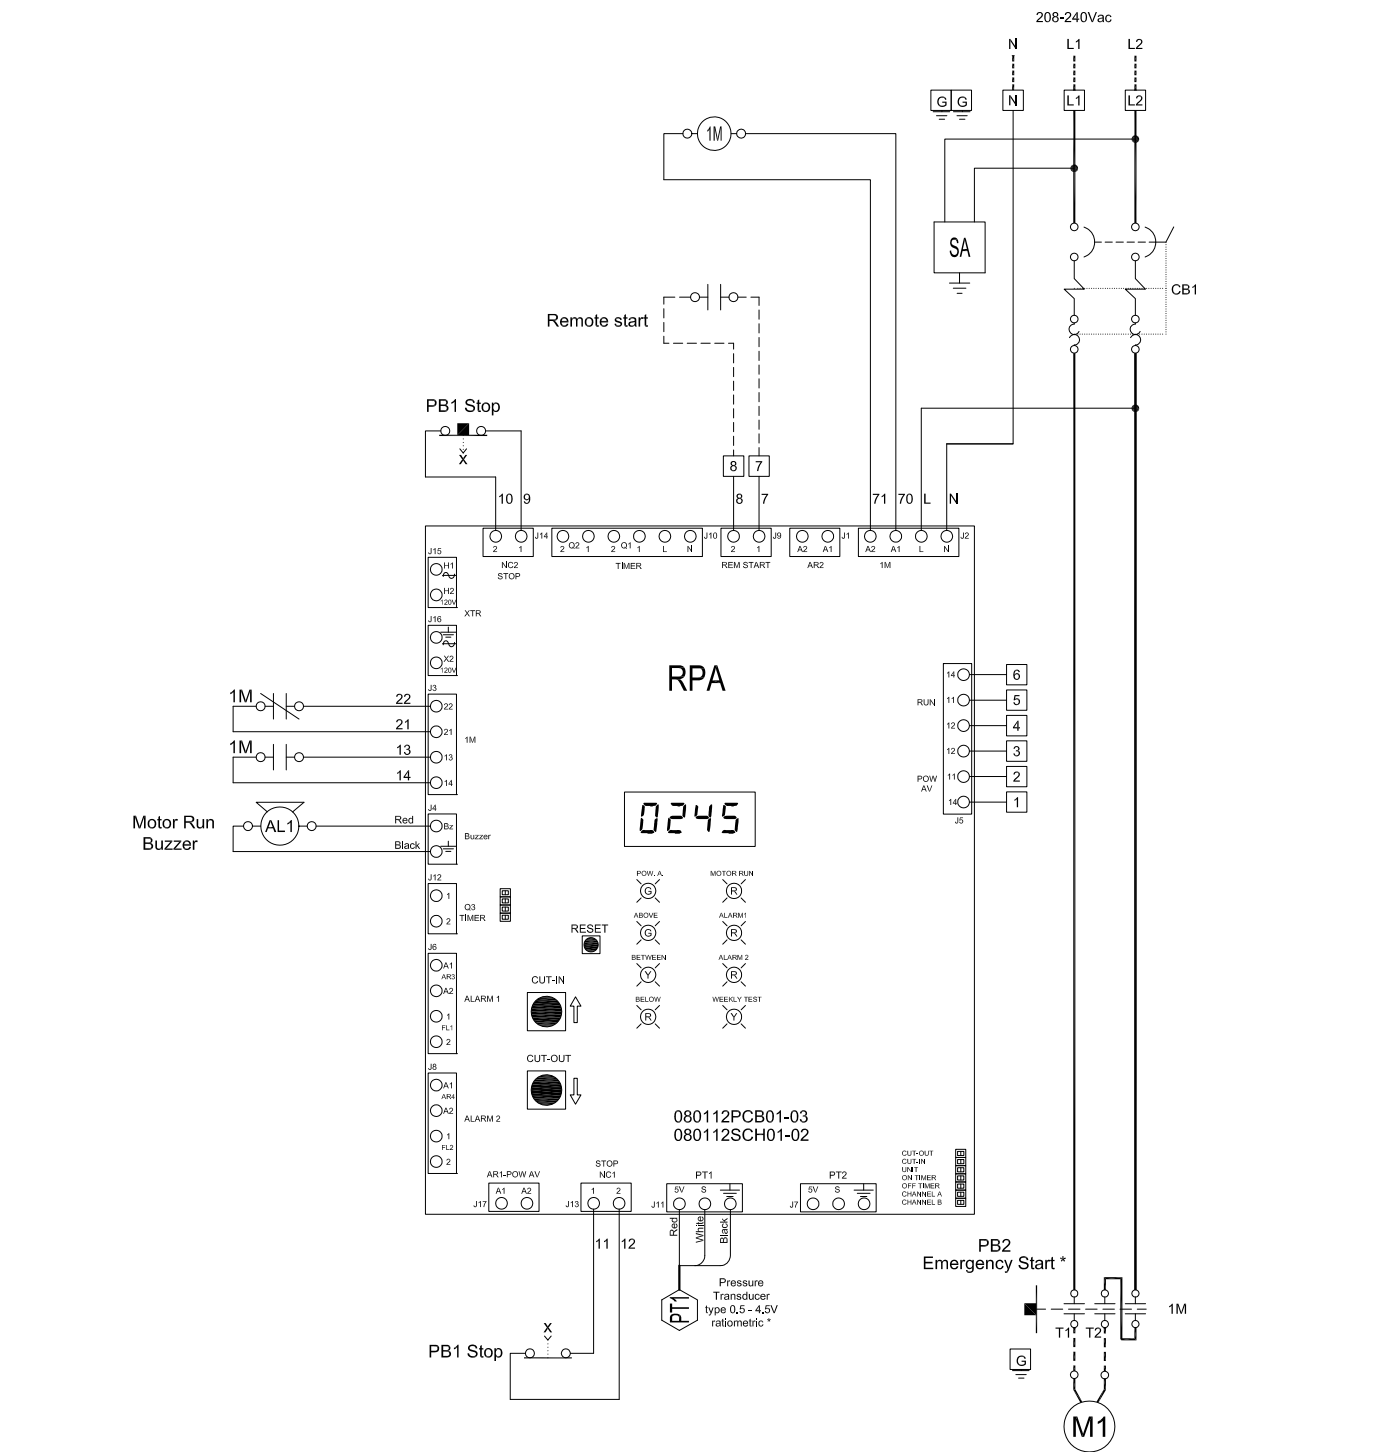 208-240Vac
N L1 L2
G G N L1 L2
1M
SA
CB1
Remote start
PB1 Stop
X
8 7
10 9 8 7 71 70 L N
J14 J10 J9 J1 J2
2 1 2 Q2 1 2 Q1 1 L N 2 1 A2 A1 A2 A1 L N
NC2
STOP
TIMER
REM START
AR2
1M
J15
H1
H2
120V
XTR
J16
X2
120V
RPA
J3
1M 22 22
21 21
1M
1M 13 13
14 14
14 6
RUN 11 5
12 4
12 3
POW
AV
11 2
14 1
J5
J4
Motor Run
Buzzer
AL1
Red Bz
Buzzer
Black
0245
J12
1
Q3
TIMER
2
POW. A.
G
MOTOR RUN
R
ABOVE
G
ALARM1
R
RESET
BETWEEN
Y
ALARM 2
R
BELOW
R
WEEKLY TEST
Y
J6
A1
AR3
A2
ALARM 1
1
FL1
2
CUT-IN
CUT-OUT
J8
A1
AR4
A2
ALARM 2
1
FL2
2
080112PCB01-03
080112SCH01-02
CUT-OUT
CUT-IN
UNIT
ON TIMER
OFF TIMER
CHANNEL A
CHANNEL B
AR1-POW AV
A1 A2
J17
STOP
NC1
1 2
J13
PT1
5V S
J11
PT2
5V S
J7
11 12
Red
White
Black
PT1
Pressure
Transducer
type 0.5 - 4.5V
ratiometric *
X
PB1 Stop
PB2
Emergency Start *
1M
T1 T2
G
M1